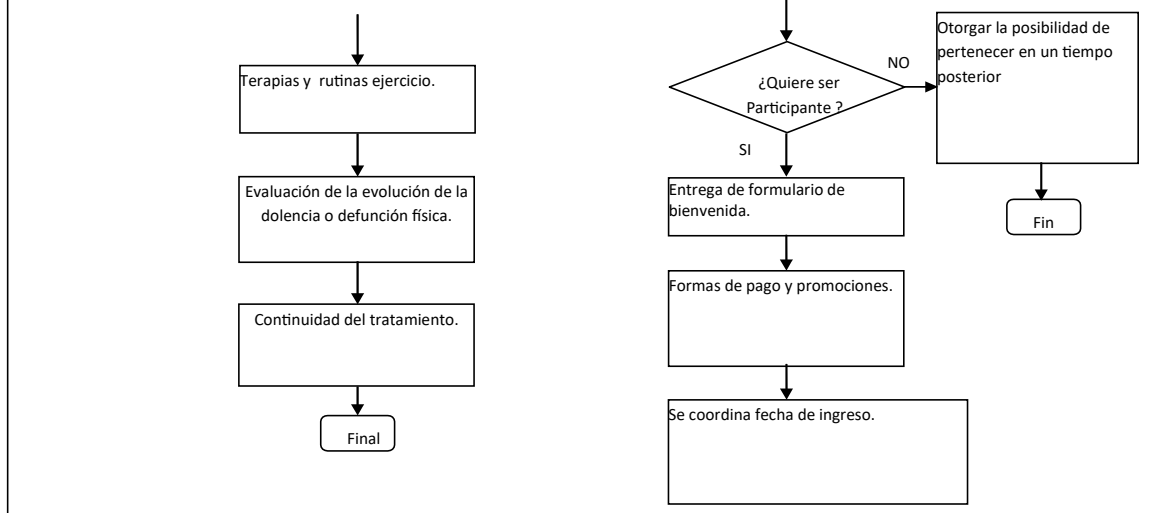 Terapias y  rutinas ejercicio.
Evaluación de la evolución de la
dolencia o defunción física.
Continuidad del tratamiento.
Final
¿Quiere ser
Participante ?
NO
SI
Otorgar la posibilidad de
pertenecer en un tiempo
posterior
Fin
Entrega de formulario de
bienvenida.
Formas de pago y promociones.
Se coordina fecha de ingreso.